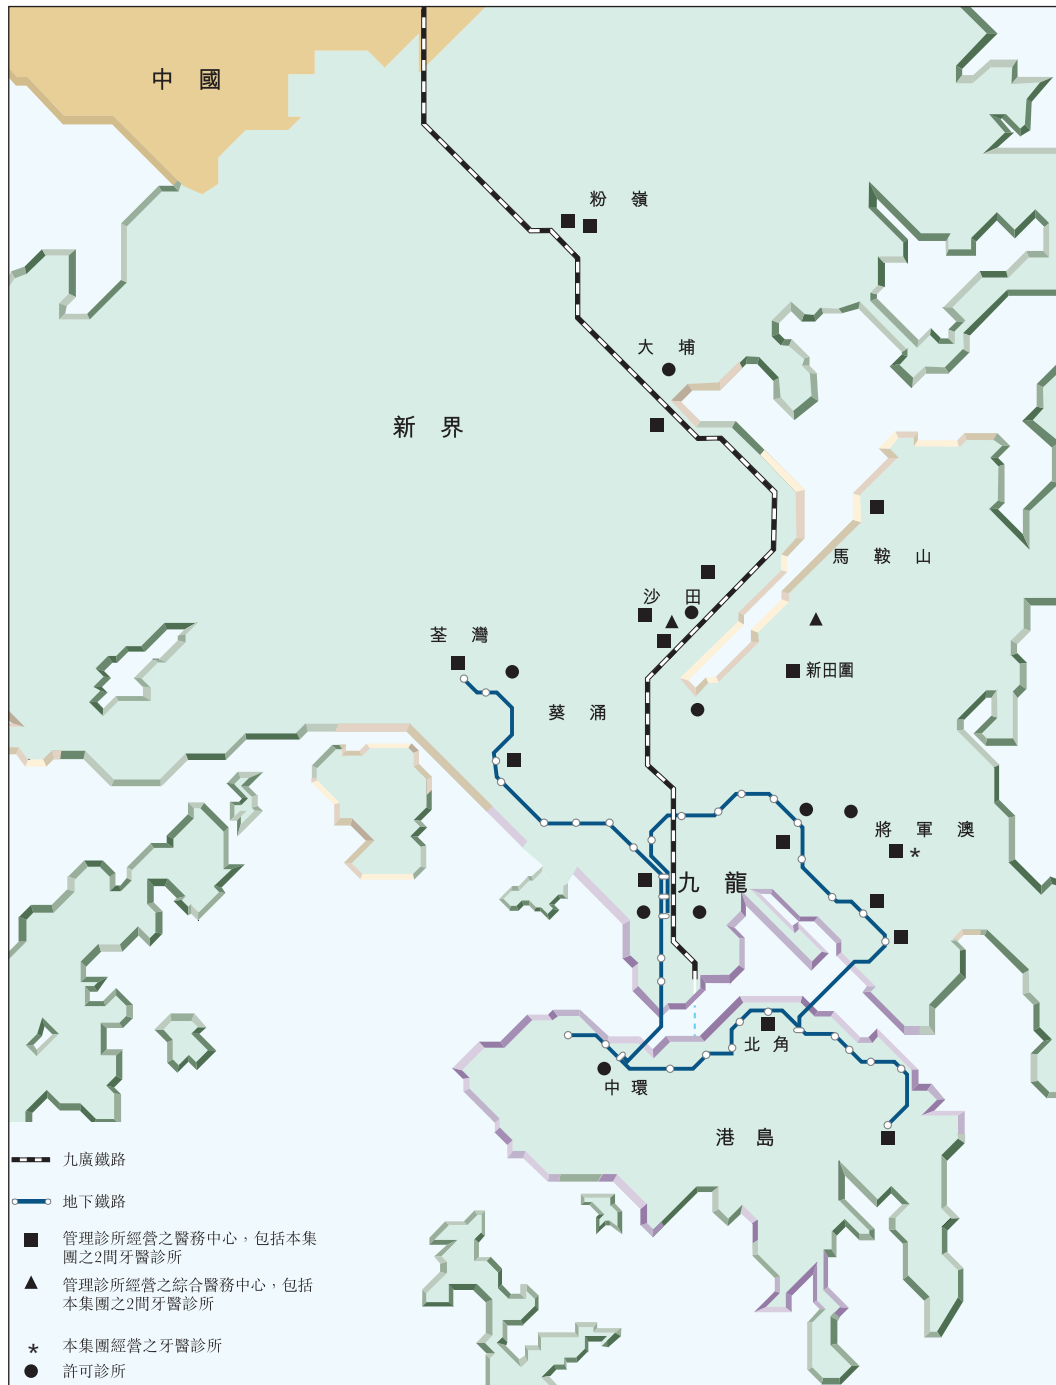 中國
粉嶺
大埔
新界
馬鞍山
沙田
荃灣
新田圍
葵涌
將軍澳
*
九龍
北角
中環
港島
九廣鐵路
地下鐵路
管理診所經營之醫務中心，包括本集
團之2間牙醫診所
管理診所經營之綜合醫務中心，包括
本集團之2間牙醫診所
* 本集團經營之牙醫診所
許可診所